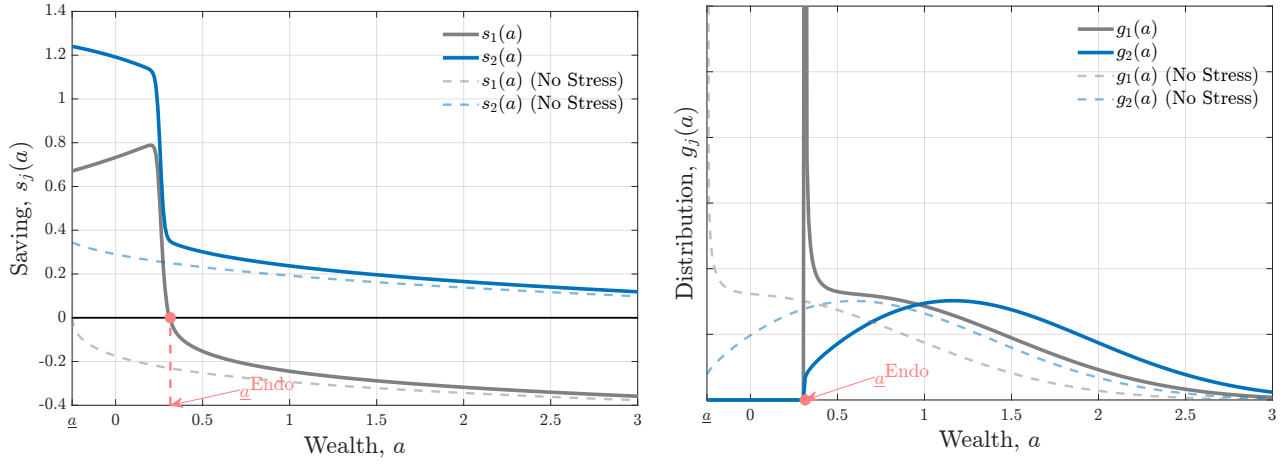 1.4
1.2
1
0.8
0.6
0.4
0.2
0
-0.2
-0.4
Saving, s_j(a)
s_1(a)
s_2(a)
s_1(a) (No Stress)
s_2(a) (No Stress)
a̲^Endo
a̲ 0 0.5 1 1.5 2 2.5 3
Wealth, a
Distribution, g_j(a)
g_1(a)
g_2(a)
g_1(a) (No Stress)
g_2(a) (No Stress)
a̲^Endo
a̲ 0 0.5 1 1.5 2 2.5 3
Wealth, a